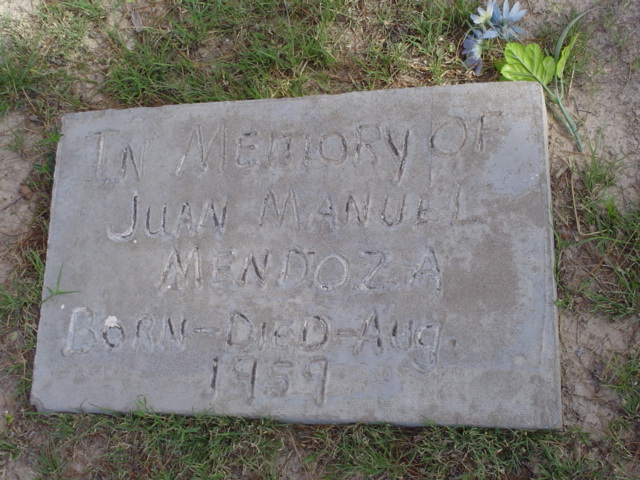 In Memory Of
Juan Manuel
Mendoza
Born-Died-Aug.
1959